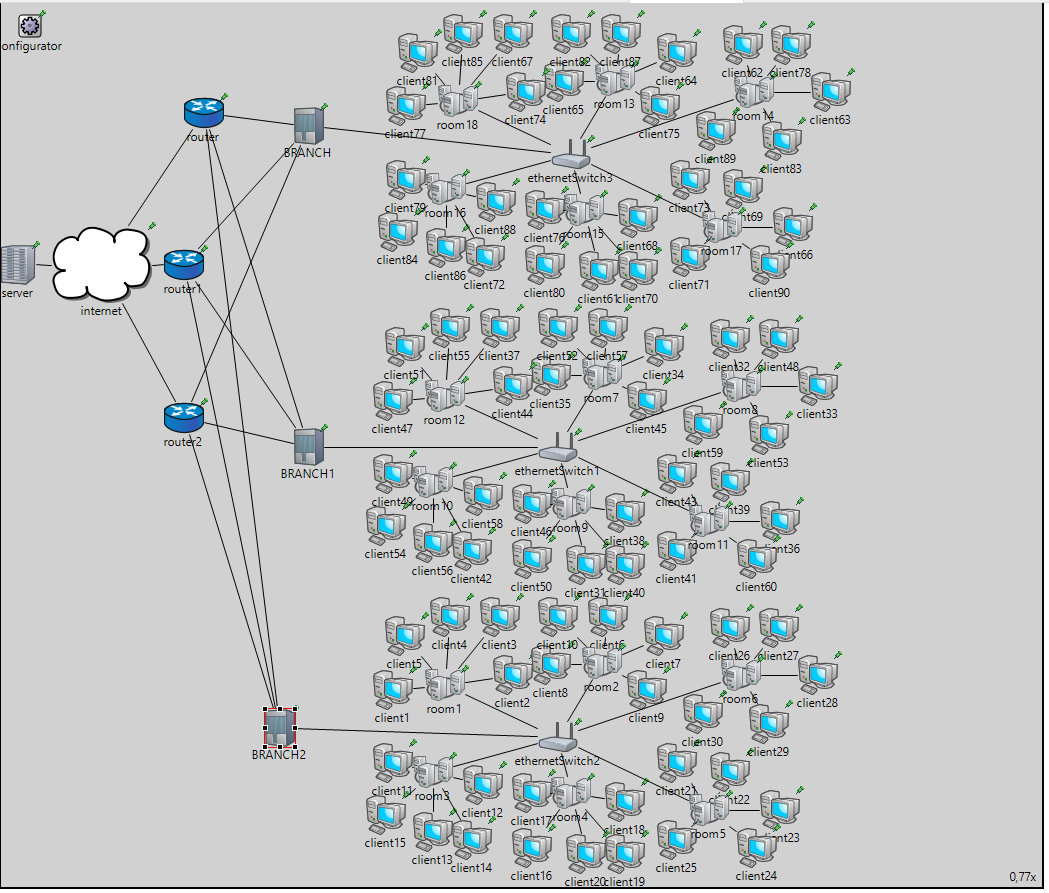 onfigurator
client81
client85
client67
client82
client87
client64
client62
client78
client77
room18
client74
client65
room13
client75
room14
client63
router
BRANCH
ethernetSwitch3
client89
client83
client79
room16
client88
client76
room15
client68
client73
client69
client84
client86
client72
client80
client61
client70
room17
client66
client71
client90
server
internet
router1
client51
client55
client37
client52
client57
client34
client32
client48
client47
room12
client44
client35
room7
client45
room8
client33
router2
BRANCH1
ethernetSwitch1
client59
client53
client49
room10
client58
client46
room9
client38
client43
client39
client54
client56
client42
client50
client31
client40
room11
client36
client41
client60
client5
client4
client3
client10
client6
client7
client26
client27
client1
room1
client2
client8
room2
client9
room6
client28
BRANCH2
ethernetSwitch2
client30
client29
client11
room3
client12
client17
room4
client18
client21
client22
client15
client13
client14
client16
client20
client19
room5
client23
client25
client24
0,77x